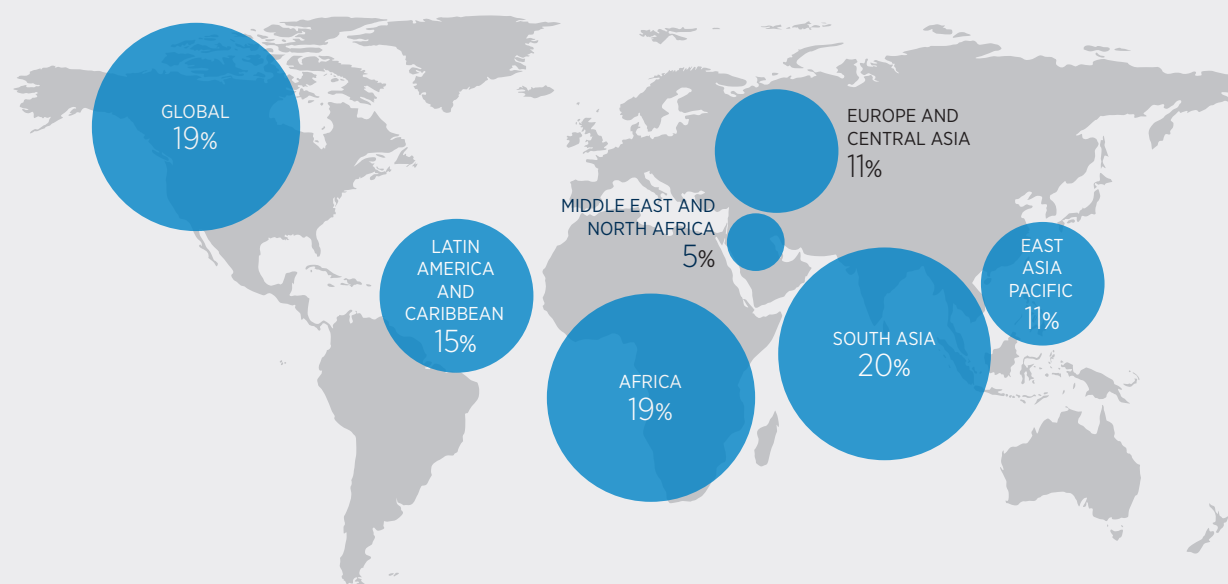 GLOBAL
19%
EUROPE AND
CENTRAL ASIA
11%
MIDDLE EAST AND
NORTH AFRICA
5%
LATIN
AMERICA
AND
CARIBBEAN
15%
EAST
ASIA
PACIFIC
11%
SOUTH ASIA
20%
AFRICA
19%